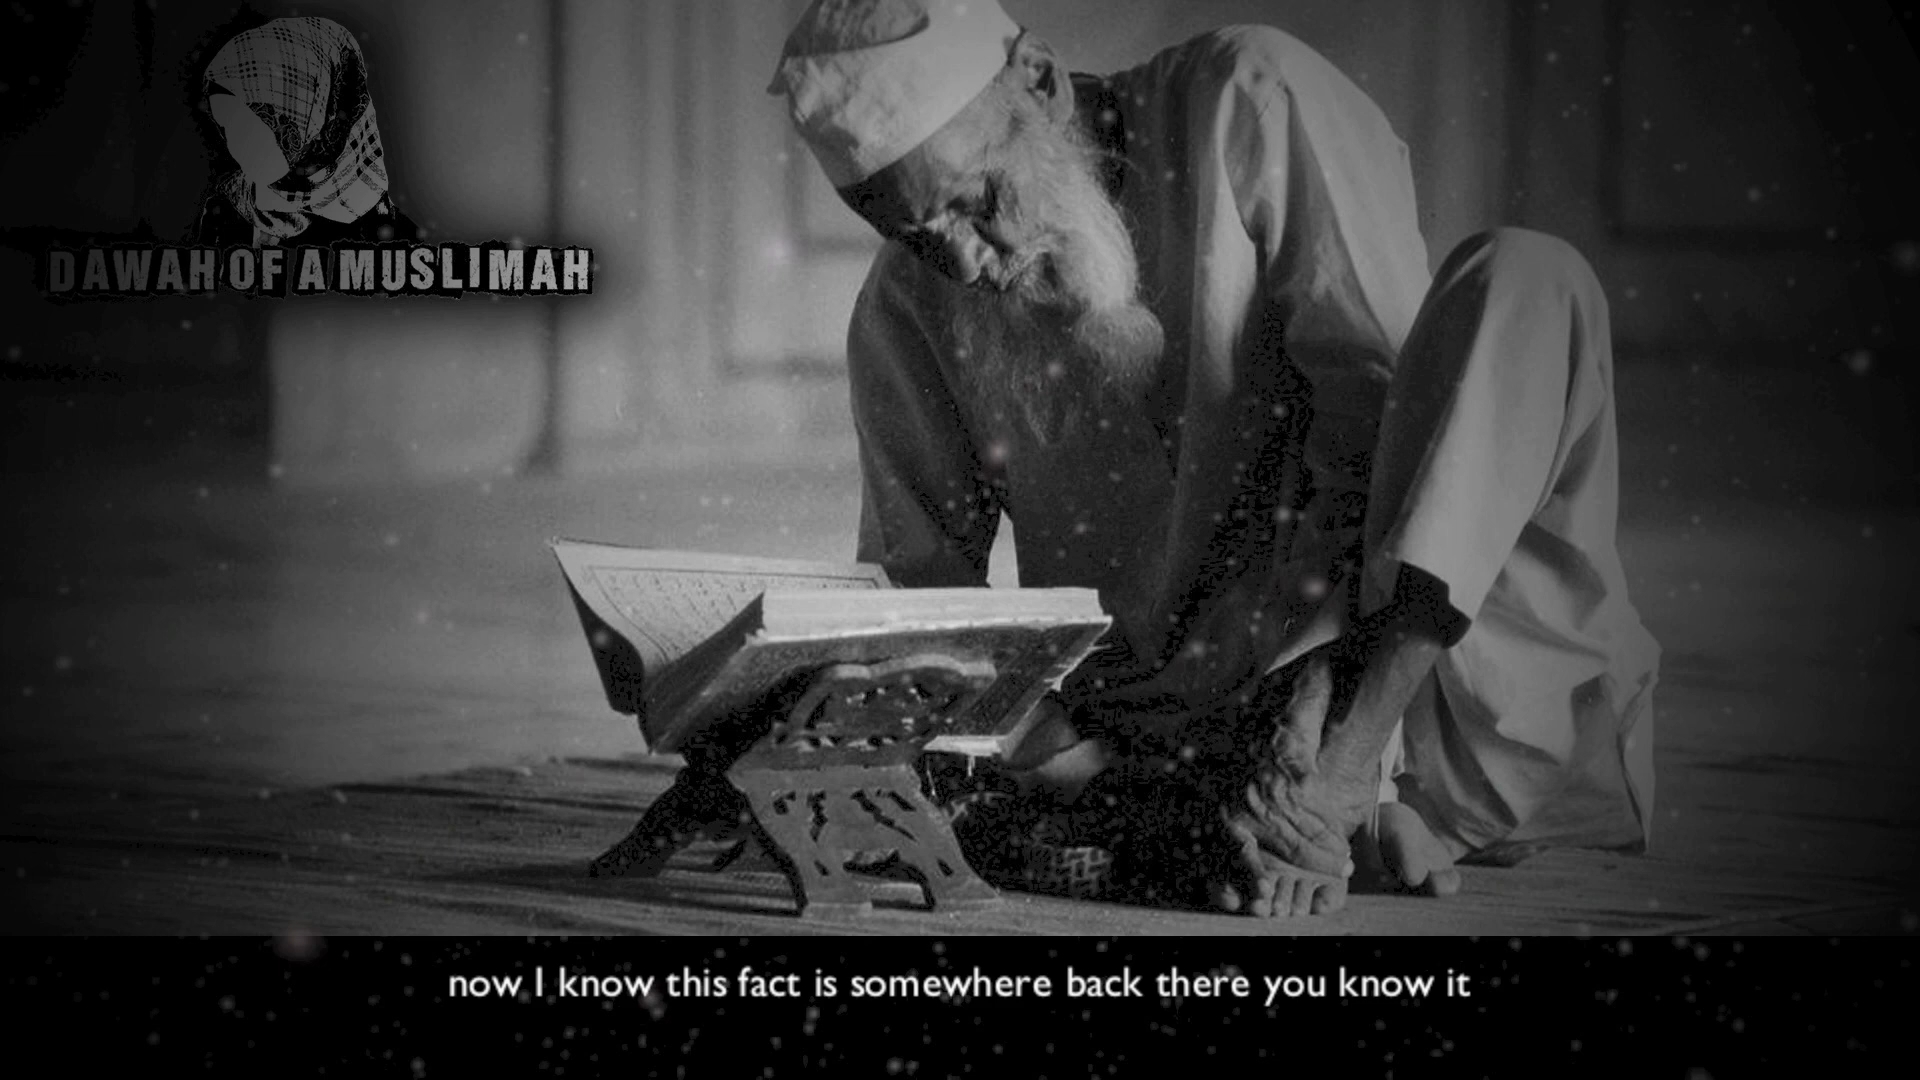 DAWAH OF A MUSLIMAH
now I know this fact is somewhere back there you know it